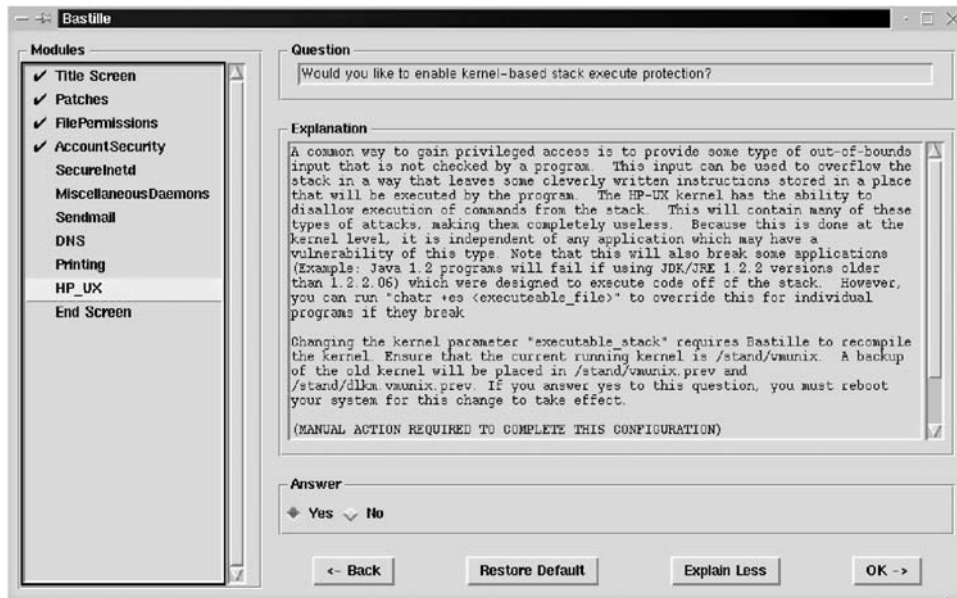 Bastille
Modules
Title Screen
Patches
FilePermissions
AccountSecurity
SecureInetd
MiscellaneousDaemons
Sendmail
DNS
Printing
HP_UX
End Screen
Question
Would you like to enable kernel-based stack execute protection?
Explanation
A common way to gain privileged access is to provide some type of out-of-bounds
input that is not checked by a program.  This input can be used to overflow the
stack in a way that leaves some cleverly written instructions stored in a place
that will be executed by the program.  The HP-UX kernel has the ability to
disallow execution of commands from the stack.  This will contain many of these
types of attacks, making them completely useless.  Because this is done at the
kernel level, it is independent of any application which may have a
vulnerability of this type. Note that this will also break some applications
(Example: Java 1.2 programs will fail if using JDK/JRE 1.2.2 versions older
than 1.2.2.06) which were designed to execute code off of the stack.  However,
you can run "chatr +es <executeable_file>" to override this for individual
programs if they break
Changing the kernel parameter "executable_stack" requires Bastille to recompile
the kernel. Ensure that the current running kernel is /stand/vmunix.  A backup
of the old kernel will be placed in /stand/vmunix.prev and
/stand/dlkm.vmunix.prev. If you answer yes to this question, you must reboot
your system for this change to take effect.
(MANUAL ACTION REQUIRED TO COMPLETE THIS CONFIGURATION)
Answer
Yes No
<- Back Restore Default Explain Less OK ->